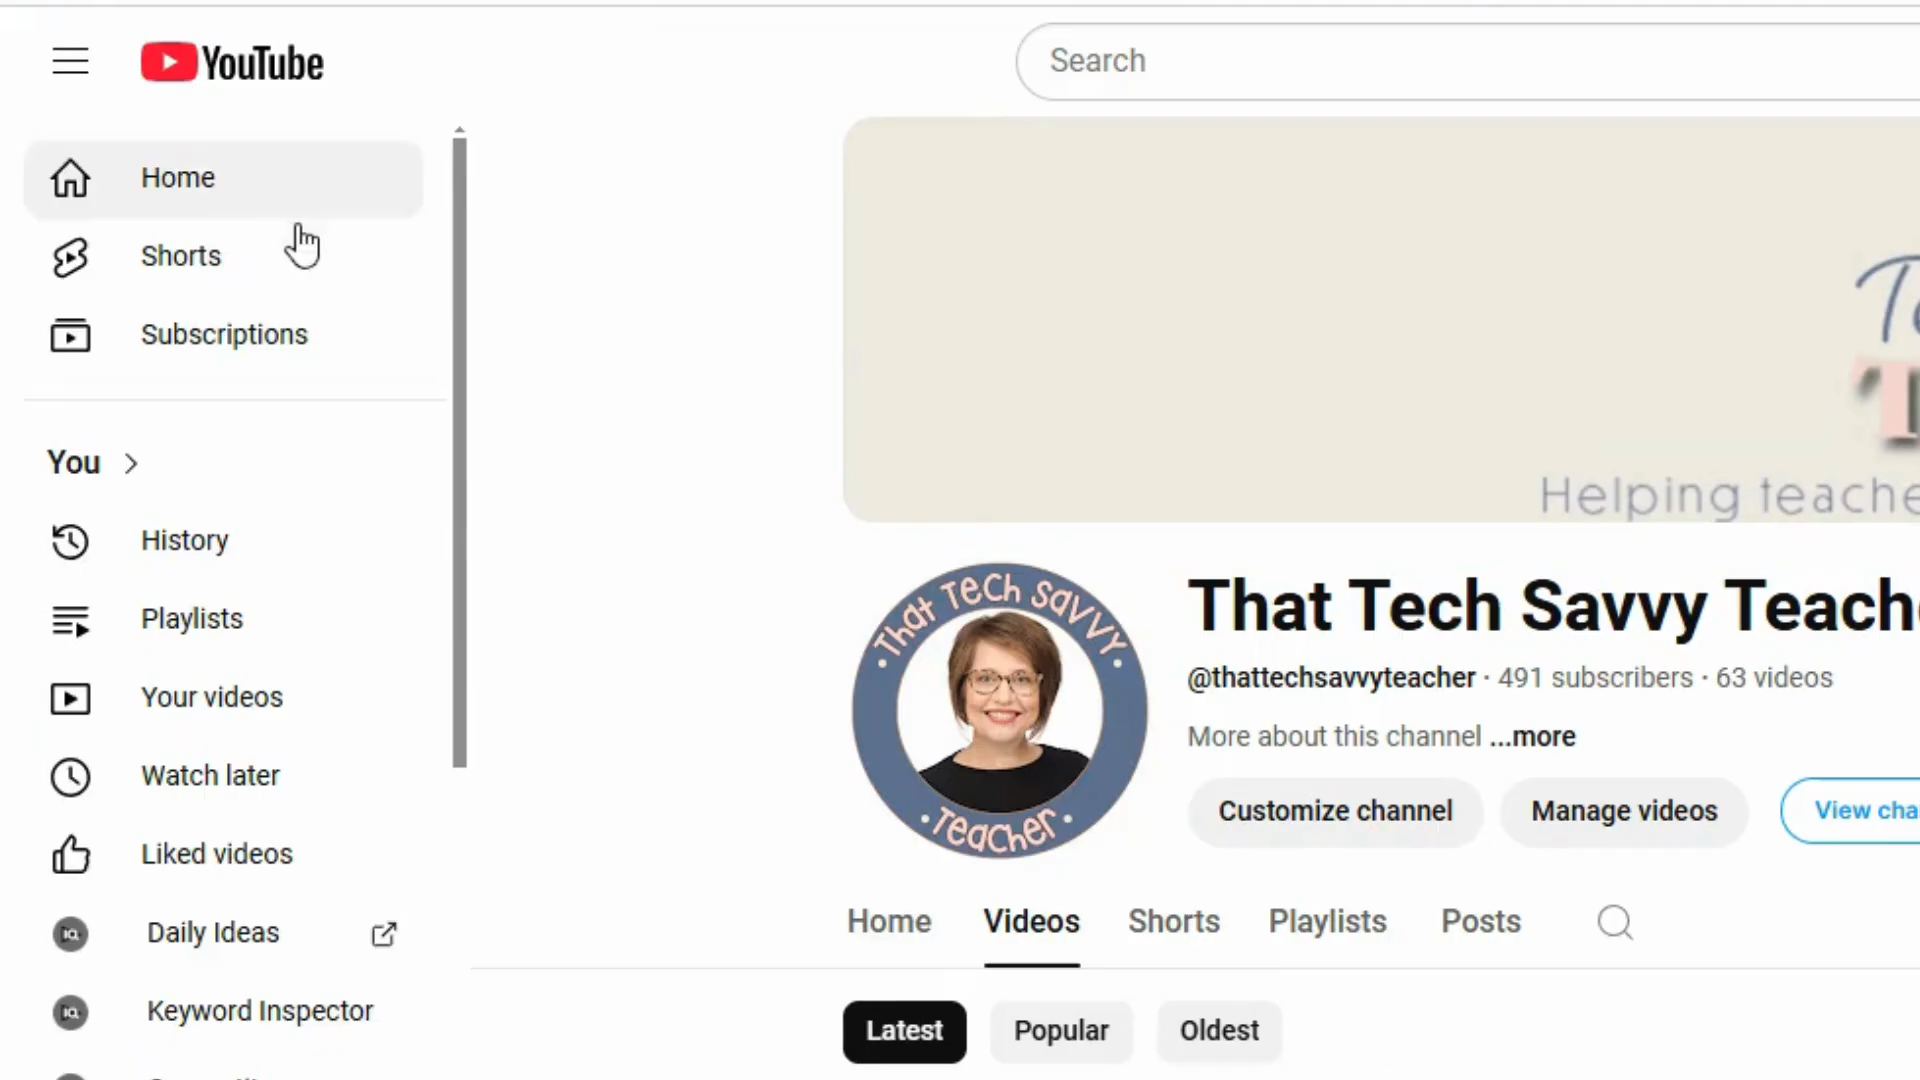 YouTube
Search
Home
Shorts
Subscriptions
You
History
Playlists
Your videos
Watch later
Liked videos
Daily Ideas
Keyword Inspector
Helping teache
THAT TECH SAVVY
TEACHER
That Tech Savvy Teach
@thattechsavvyteacher · 491 subscribers · 63 videos
More about this channel ...more
Customize channel
Manage videos
View cha
Home
Videos
Shorts
Playlists
Posts
Latest
Popular
Oldest